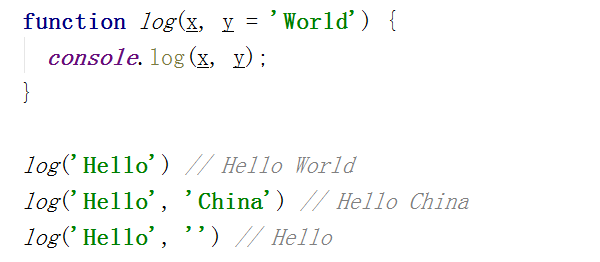 function log(x, y = 'World') {
  console.log(x, y);
}
log('Hello') // Hello World
log('Hello', 'China') // Hello China
log('Hello', '') // Hello